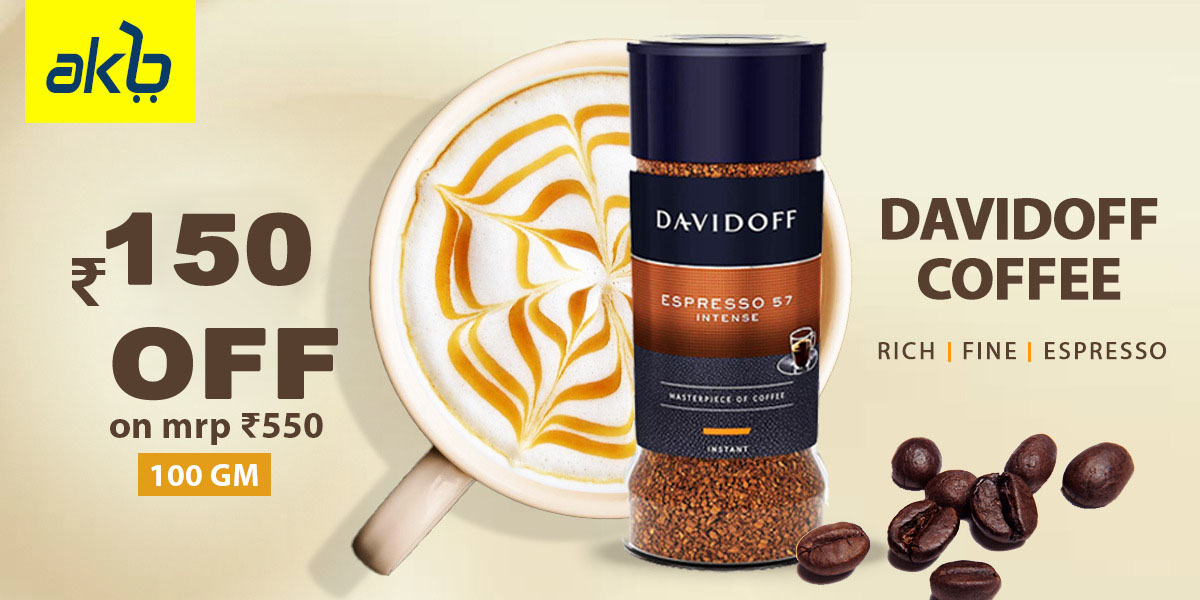 akb
₹150
OFF
on mrp ₹550
100 GM
DAVIDOFF
ESPRESSO 57
INTENSE
MASTERPIECE OF COFFEE
INSTANT
DAVIDOFF
COFFEE
RICH | FINE | ESPRESSO